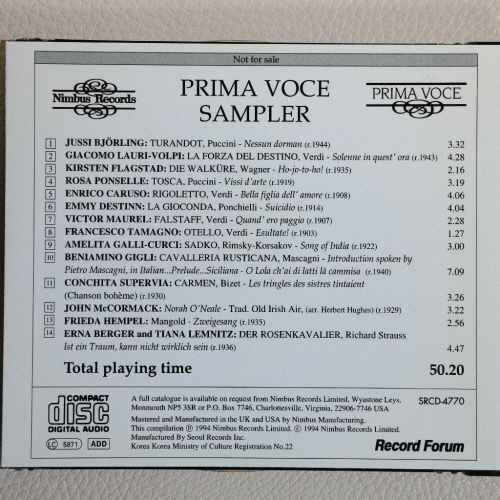 Not for sale
Nimbus Records
PRIMA VOCE
SAMPLER
PRIMA VOCE
1 JUSSI BJÖRLING: TURANDOT, Puccini - Nessun dorman (r.1944) 3.32
2 GIACOMO LAURI-VOLPI: LA FORZA DEL DESTINO, Verdi - Solenne in quest' ora (r.1943) 4.28
3 KIRSTEN FLAGSTAD: DIE WALKÜRE, Wagner - Ho-jo-to-ho! (r.1935) 2.16
4 ROSA PONSELLE: TOSCA, Puccini - Vissi d'arte (r.1919) 3.19
5 ENRICO CARUSO: RIGOLETTO, Verdi - Bella figlia dell' amore (r.1908) 4.06
6 EMMY DESTINN: LA GIOCONDA, Ponchielli - Suicidio (r.1914) 4.04
7 VICTOR MAUREL: FALSTAFF, Verdi - Quand' ero paggio (r.1907) 2.28
8 FRANCESCO TAMAGNO: OTELLO, Verdi - Esultate! (r.1903) 1.27
9 AMELITA GALLI-CURCI: SADKO, Rimsky-Korsakov - Song of India (r.1922) 3.00
10 BENIAMINO GIGLI: CAVALLERIA RUSTICANA, Mascagni - Introduction spoken by
Pietro Mascagni, in Italian...Prelude...Siciliana - O Lola ch'ai di latti là cammisa (r.1940) 7.09
11 CONCHITA SUPERVIA: CARMEN, Bizet - Les tringles des sistres tintaient
(Chanson bohème) (r.1930) 3.26
12 JOHN McCORMACK: Norah O'Neale - Trad. Old Irish Air, (arr. Herbert Hughes) (r.1929) 3.22
13 FRIEDA HEMPEL: Mangold - Zweigesang (r.1935) 2.56
14 ERNA BERGER and TIANA LEMNITZ: DER ROSENKAVALIER, Richard Strauss
Ist ein Traum, kann nicht wirklich sein (r.1936) 4.47
Total playing time 50.20
COMPACT
disc
DIGITAL AUDIO
LC 5871 ADD
A full catalogue is available on request from Nimbus Records Limited, Wyastone Leys,
Monmouth NP5 3SR or P.O. Box 7746, Charlottesville, Virginia, 22906-7746 USA
Mastered and Manufactured in the UK and USA by Nimbus Manufacturing.
This compilation ℗ 1994 Nimbus Records Limited. © 1994 Nimbus Records Limited.
Manufactured By Seoul Records Inc.
Korea Korea Ministry of Culture Registration No.22
SRCD-4770
Record Forum